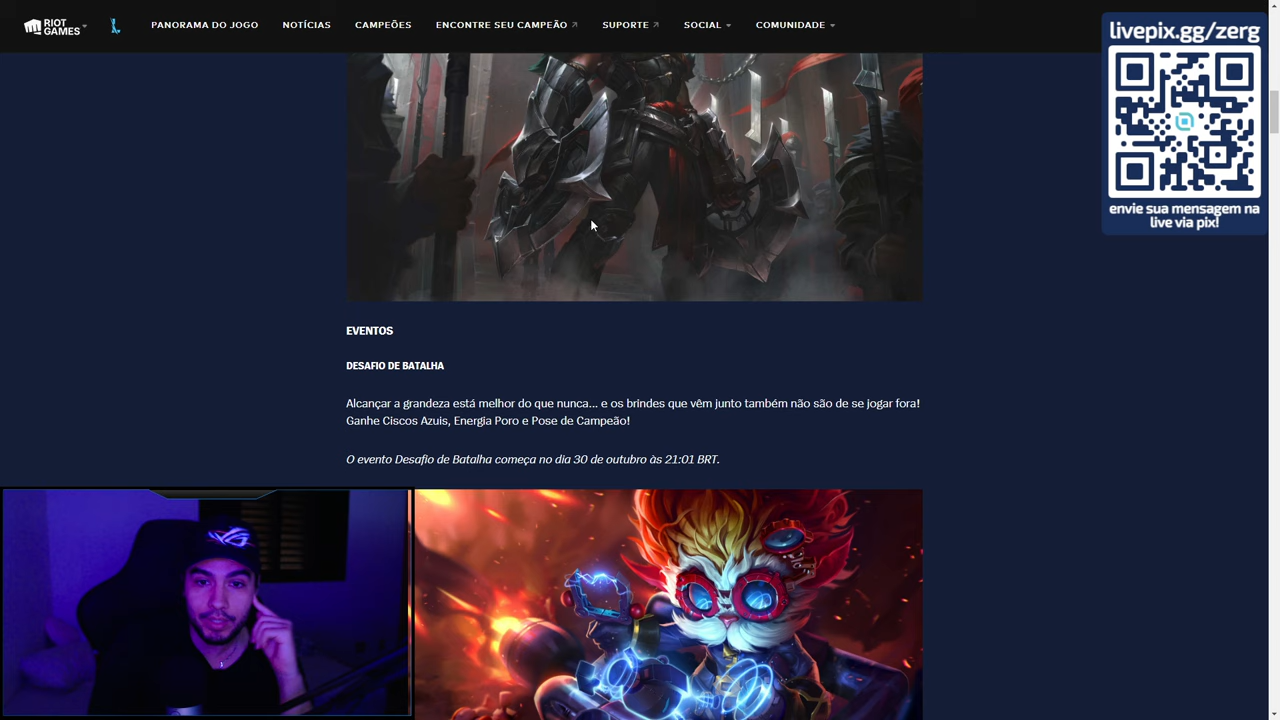 RIOT GAMES
PANORAMA DO JOGO
NOTÍCIAS
CAMPEÕES
ENCONTRE SEU CAMPEÃO
SUPORTE
SOCIAL
COMUNIDADE
livepix.gg/zerg
envie sua mensagem na
live via pix!
EVENTOS
DESAFIO DE BATALHA
Alcançar a grandeza está melhor do que nunca... e os brindes que vêm junto também não são de se jogar fora!
Ganhe Ciscos Azuis, Energia Poro e Pose de Campeão!
O evento Desafio de Batalha começa no dia 30 de outubro às 21:01 BRT.